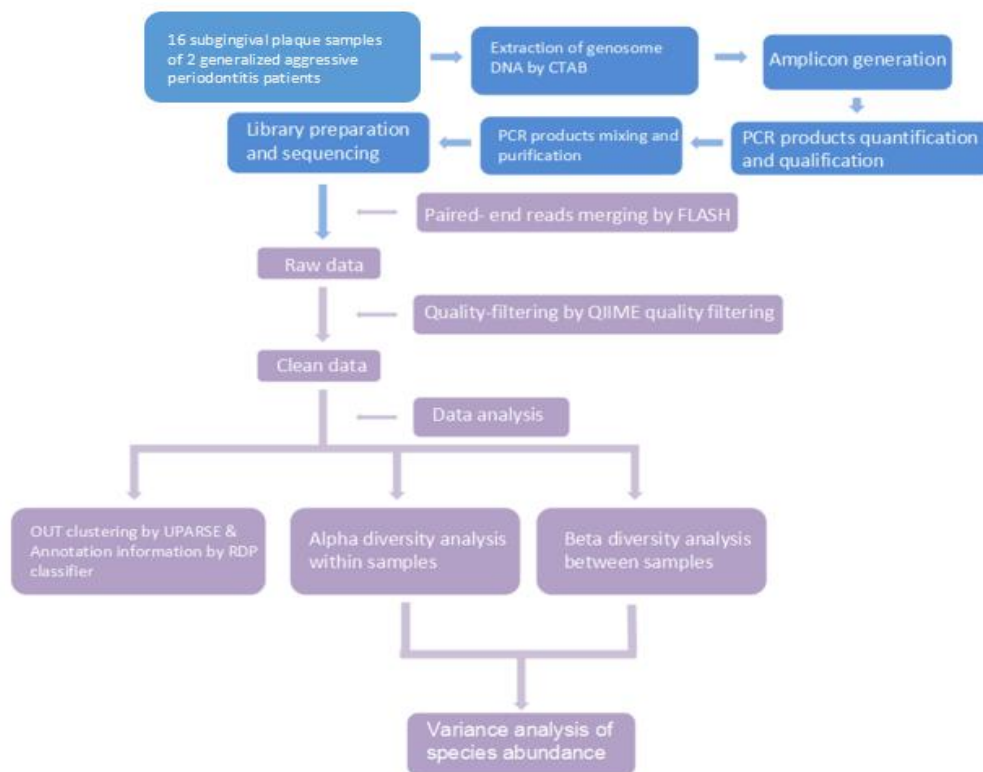 16 subgingival plaque samples
of 2 generalized aggressive
periodontitis patients
Extraction of genosome
DNA by CTAB
Amplicon generation
Library preparation
and sequencing
PCR products mixing and
purification
PCR products quantification
and qualification
Paired- end reads merging by FLASH
Raw data
Quality-filtering by QIIME quality filtering
Clean data
Data analysis
OUT clustering by UPARSE &
Annotation information by RDP
classifier
Alpha diversity analysis
within samples
Beta diversity analysis
between samples
Variance analysis of
species abundance